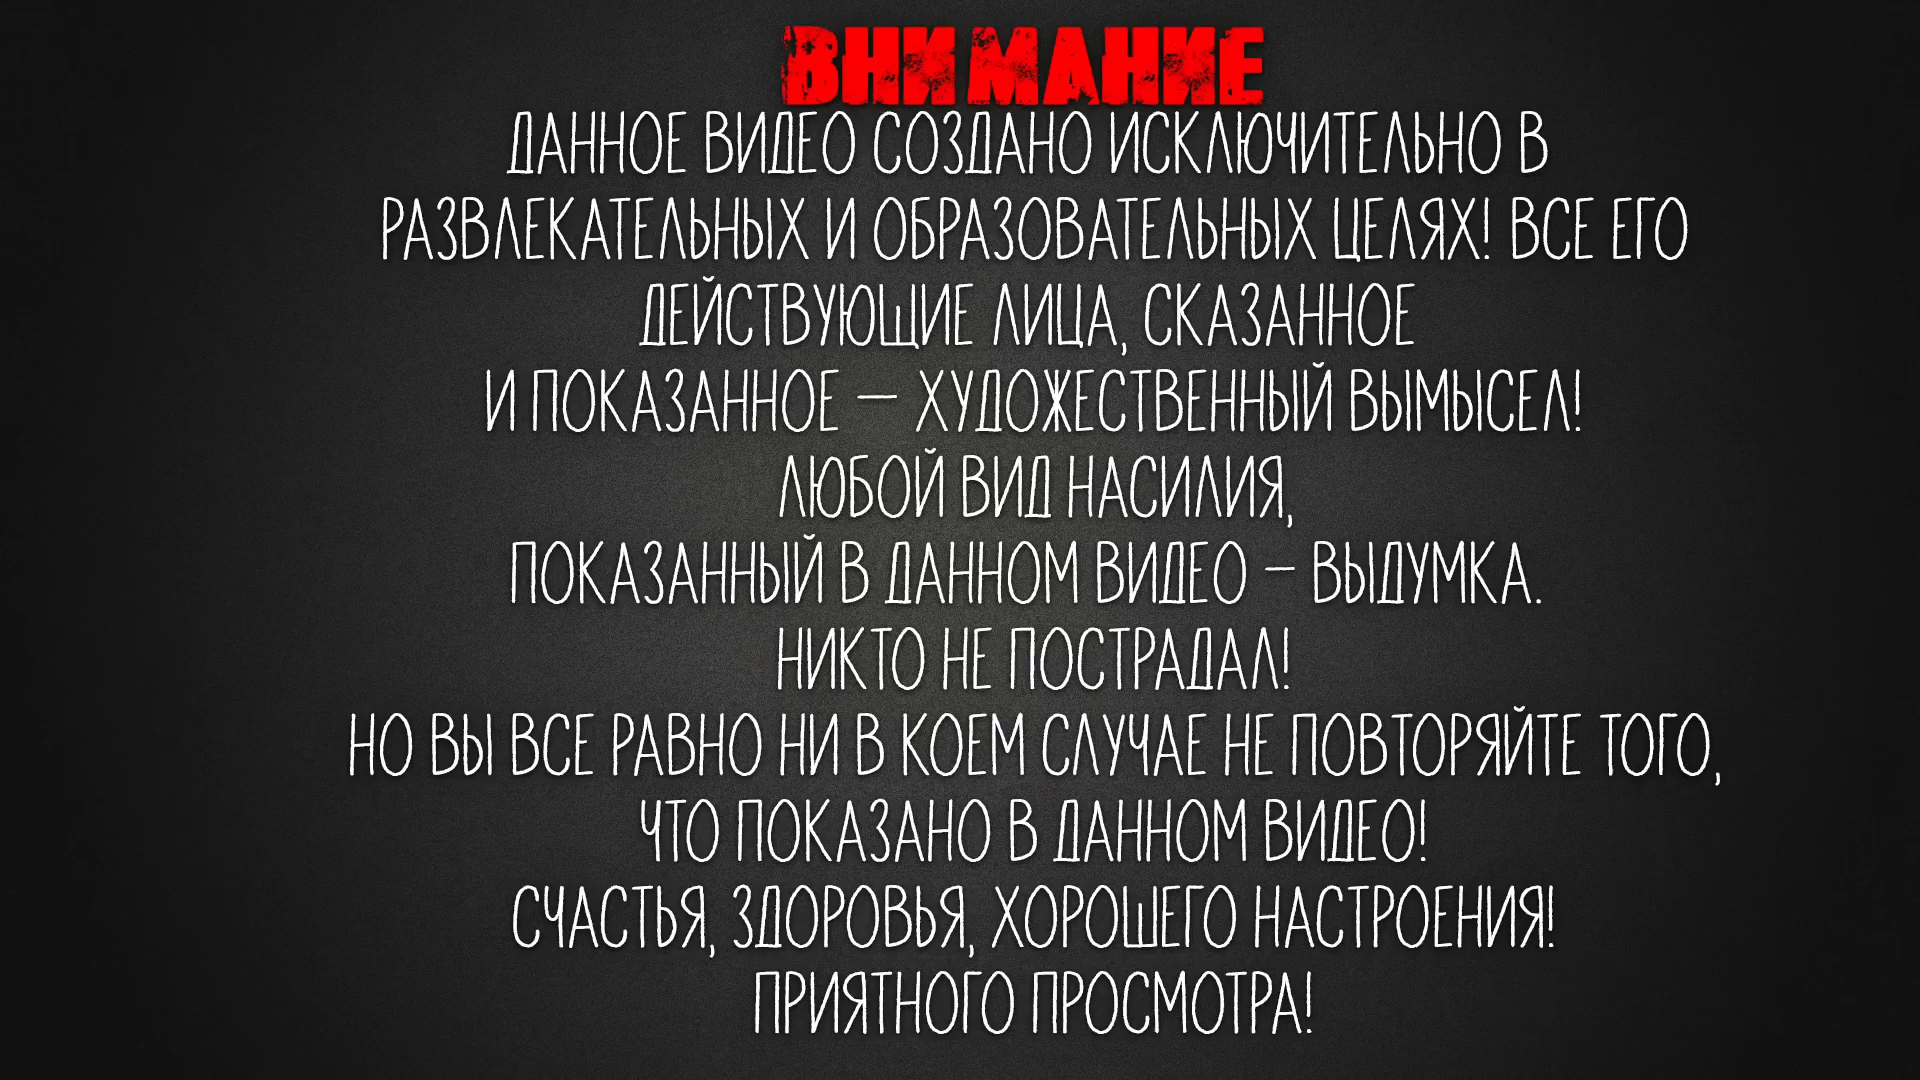 ВНИМАНИЕ
ДАННОЕ ВИДЕО СОЗДАНО ИСКЛЮЧИТЕЛЬНО В
РАЗВЛЕКАТЕЛЬНЫХ И ОБРАЗОВАТЕЛЬНЫХ ЦЕЛЯХ! ВСЕ ЕГО
ДЕЙСТВУЮЩИЕ ЛИЦА, СКАЗАННОЕ
И ПОКАЗАННОЕ — ХУДОЖЕСТВЕННЫЙ ВЫМЫСЕЛ!
ЛЮБОЙ ВИД НАСИЛИЯ,
ПОКАЗАННЫЙ В ДАННОМ ВИДЕО – ВЫДУМКА.
НИКТО НЕ ПОСТРАДАЛ!
НО ВЫ ВСЕ РАВНО НИ В КОЕМ СЛУЧАЕ НЕ ПОВТОРЯЙТЕ ТОГО,
ЧТО ПОКАЗАНО В ДАННОМ ВИДЕО!
СЧАСТЬЯ, ЗДОРОВЬЯ, ХОРОШЕГО НАСТРОЕНИЯ!
ПРИЯТНОГО ПРОСМОТРА!